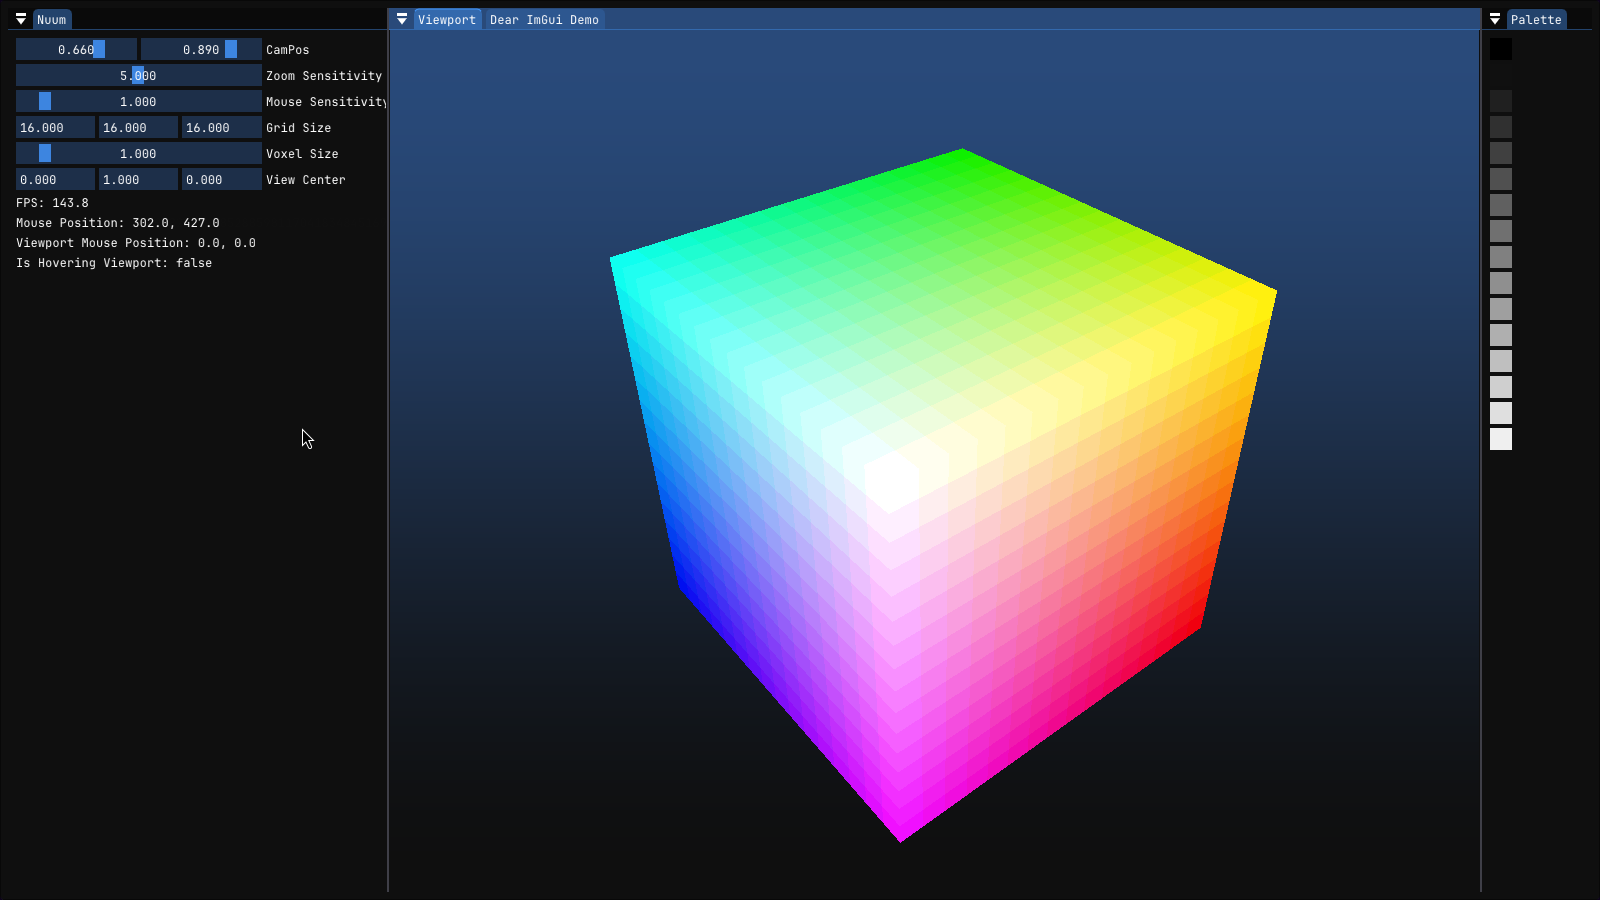 Nuum
Viewport
Dear ImGui Demo
Palette
0.660 0.890 CamPos
5.000 Zoom Sensitivity
1.000 Mouse Sensitivity
16.000 16.000 16.000 Grid Size
1.000 Voxel Size
0.000 1.000 0.000 View Center
FPS: 143.8
Mouse Position: 302.0, 427.0
Viewport Mouse Position: 0.0, 0.0
Is Hovering Viewport: false